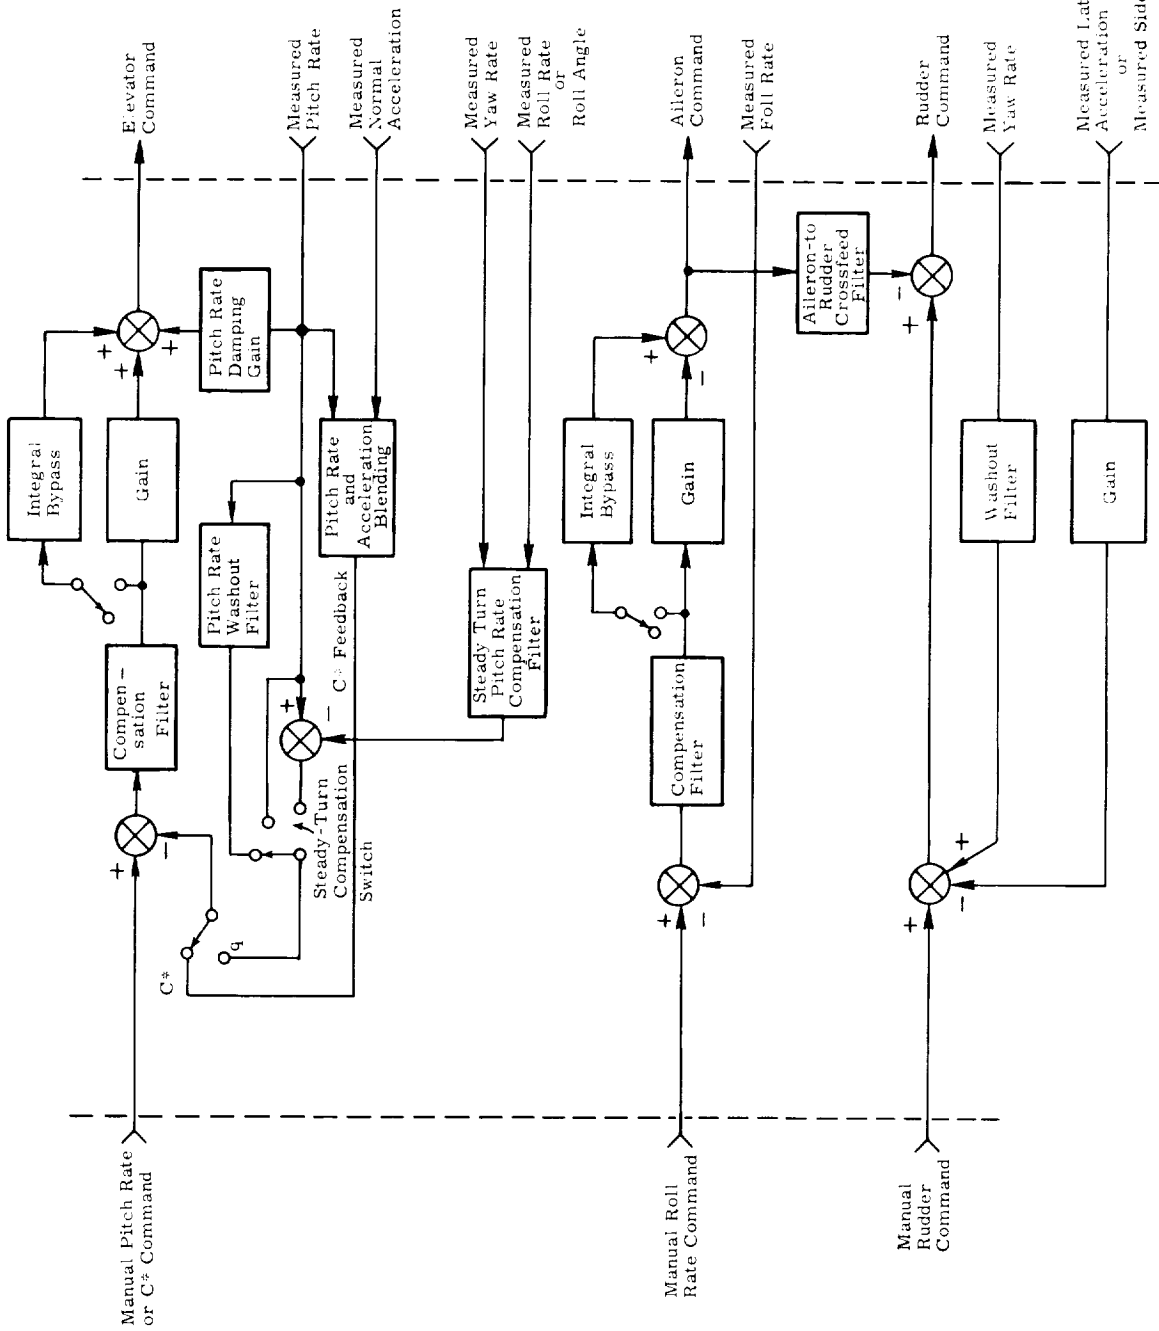 Elevator
Command
Measured
Pitch Rate
Measured
Normal
Acceleration
Measured
Yaw Rate
Measured
Roll Rate
or
Roll Angle
Aileron
Command
Measured
Foll Rate
Rudder
Command
Measured
Yaw Rate
Measured Lat
Acceleration
or
Measured Side
Integral
Bypass
Gain
Pitch Rate
Damping
Gain
Compen-
sation
Filter
Pitch Rate
Washout
Filter
Pitch Rate
and
Acceleration
Blending
C* Feedback
Steady Turn
Pitch Rate
Compensation
Filter
Steady-Turn
Compensation
Switch
C*
q
Manual Pitch Rate
or C* Command
+
−
+
+
+
+
−
Integral
Bypass
Gain
Compensation
Filter
Manual Roll
Rate Command
+
−
+
−
Aileron-to
Rudder
Crossfeed
Filter
−
+
Washout
Filter
Gain
Manual
Rudder
Command
+
+
−